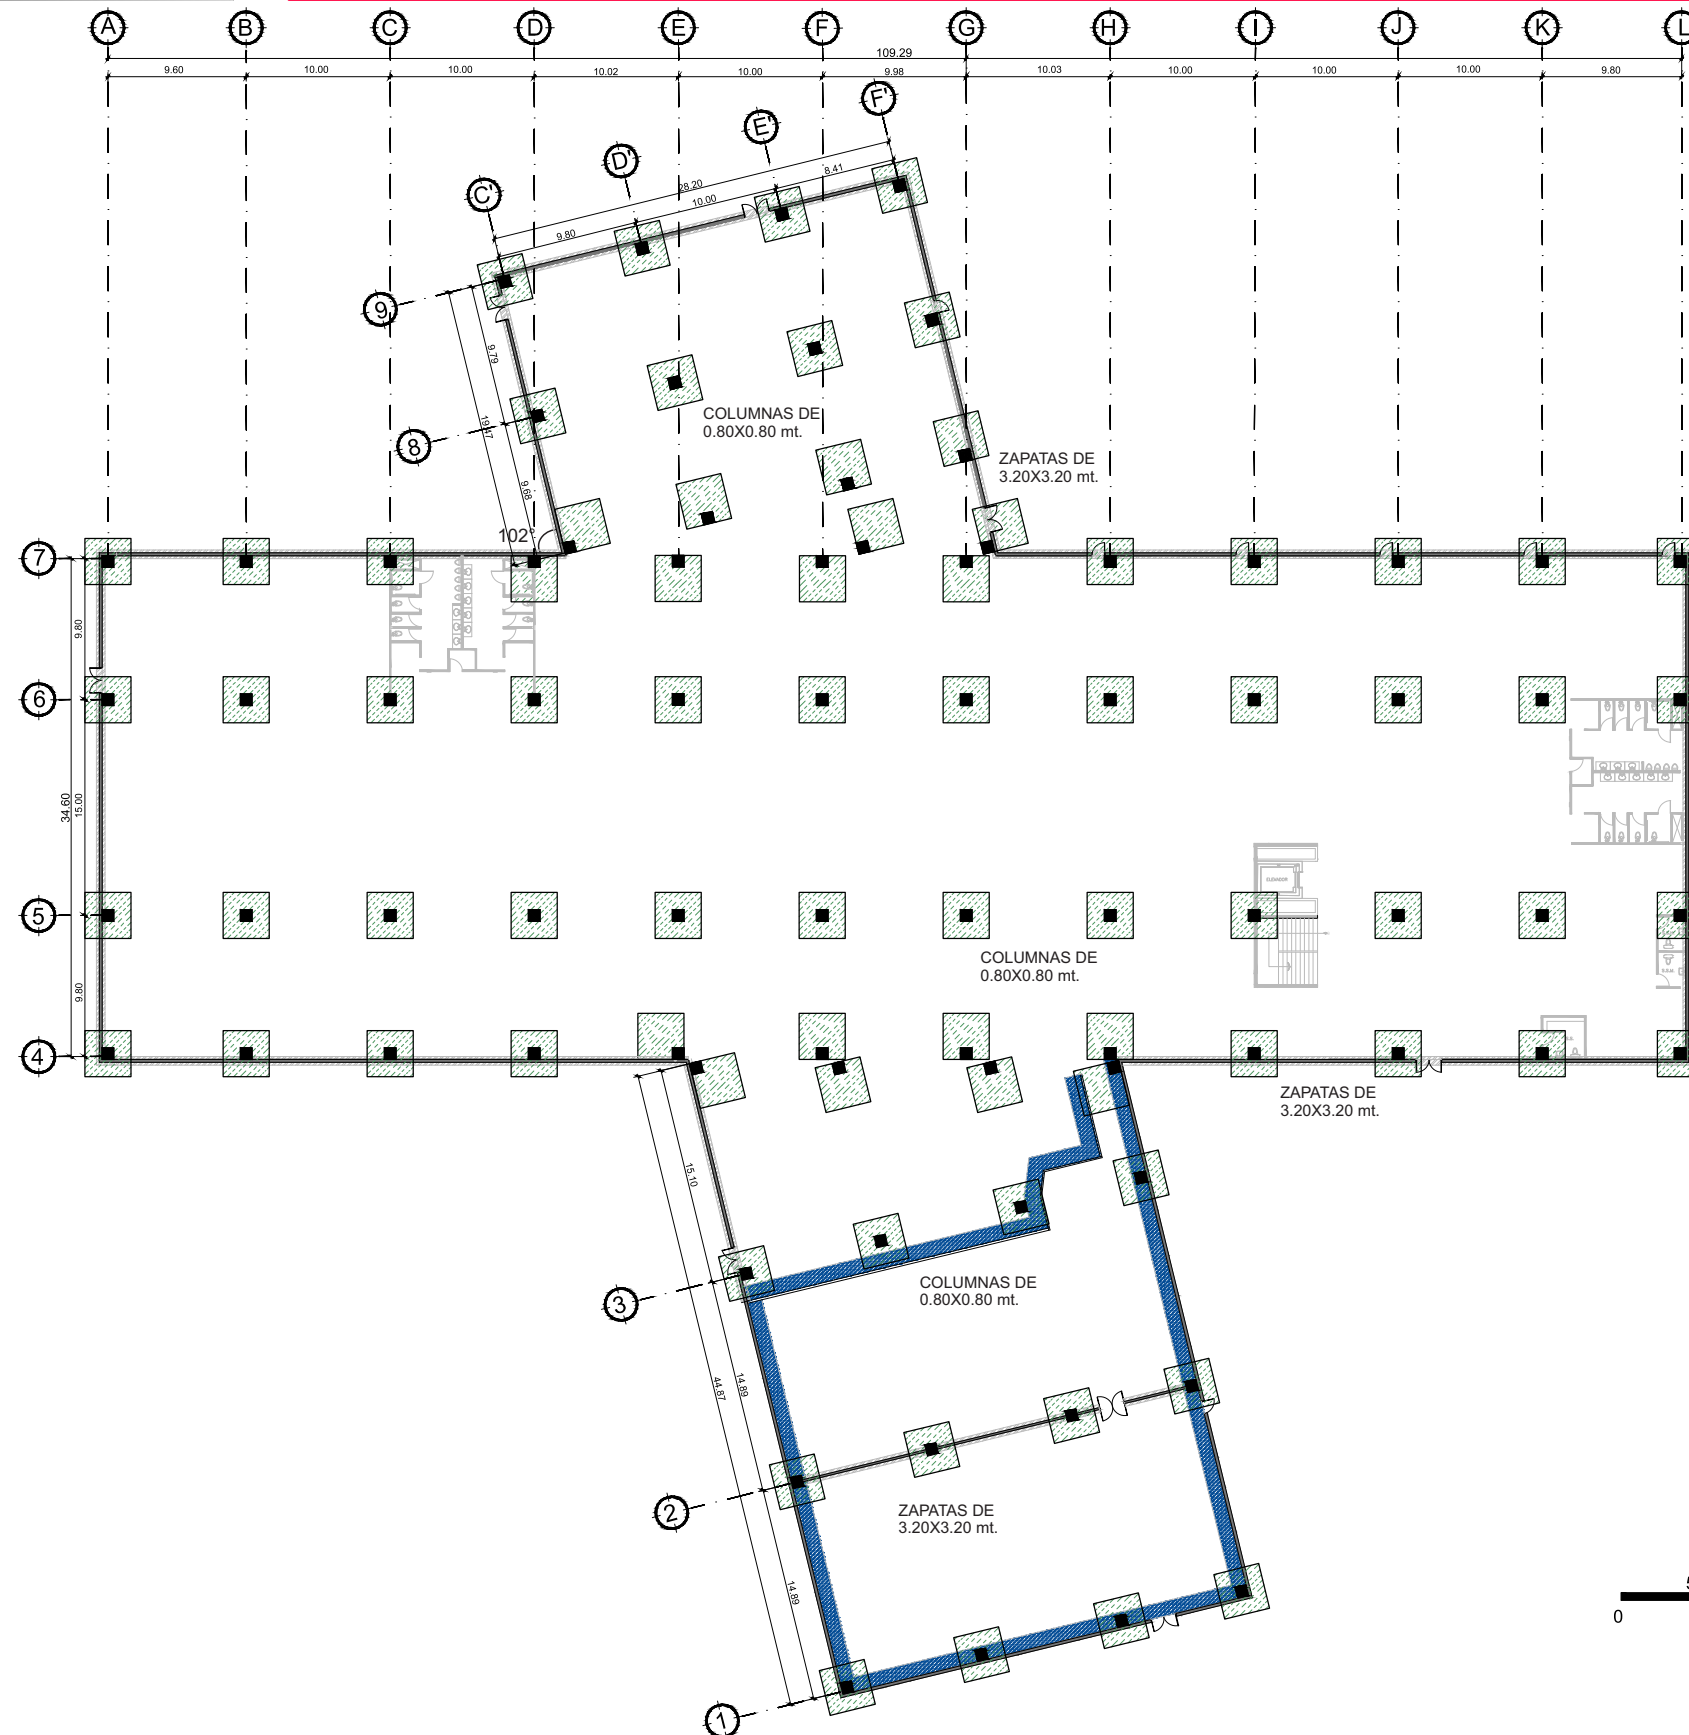 A B C D E F G H I J K L
109.29
9.60 10.00 10.00 10.02 10.00 9.98 10.03 10.00 10.00 10.00 9.80
C' D' E' F'
28.20
9.80 10.00 8.41
9
9.79
19.47
8
9.68
COLUMNAS DE
0.80X0.80 mt.
ZAPATAS DE
3.20X3.20 mt.
102°
7
9.80
6
34.60
15.00
ELEVADOR
5
9.80
COLUMNAS DE
0.80X0.80 mt.
4
ZAPATAS DE
3.20X3.20 mt.
15.10
COLUMNAS DE
0.80X0.80 mt.
3
44.87
14.89
2
ZAPATAS DE
3.20X3.20 mt.
14.89
1
0